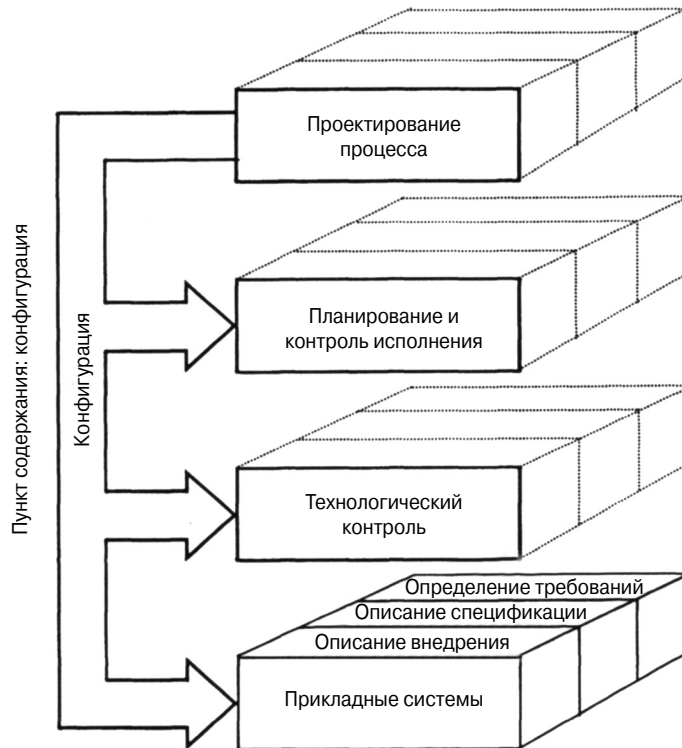 Проектирование
процесса
Пункт содержания: конфигурация
Конфигурация
Планирование и
контроль исполнения
Технологический
контроль
Определение требований
Описание спецификации
Описание внедрения
Прикладные системы